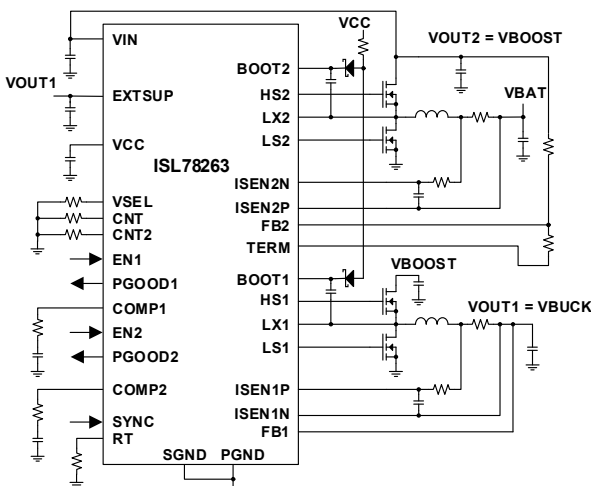 VCC
VIN
VOUT2 = VBOOST
BOOT2
VOUT1
EXTSUP
HS2
VBAT
LX2
VCC
LS2
ISL78263
ISEN2N
VSEL
ISEN2P
CNT
FB2
CNT2
TERM
EN1
VBOOST
PGOOD1
BOOT1
COMP1
HS1
VOUT1 = VBUCK
EN2
LX1
PGOOD2
LS1
COMP2
ISEN1P
ISEN1N
SYNC
FB1
RT
SGND PGND